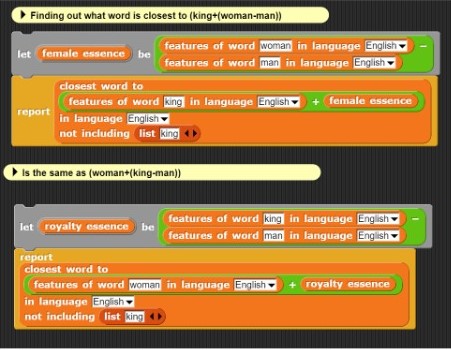 Finding out what word is closest to (king+(woman-man))
let female essence be features of word woman in language English −
features of word man in language English
report closest word to
features of word king in language English + female essence
in language English
not including list king
Is the same as (woman+(king-man))
let royalty essence be features of word king in language English −
features of word man in language English
report
closest word to
features of word woman in language English + royalty essence
in language English
not including list king